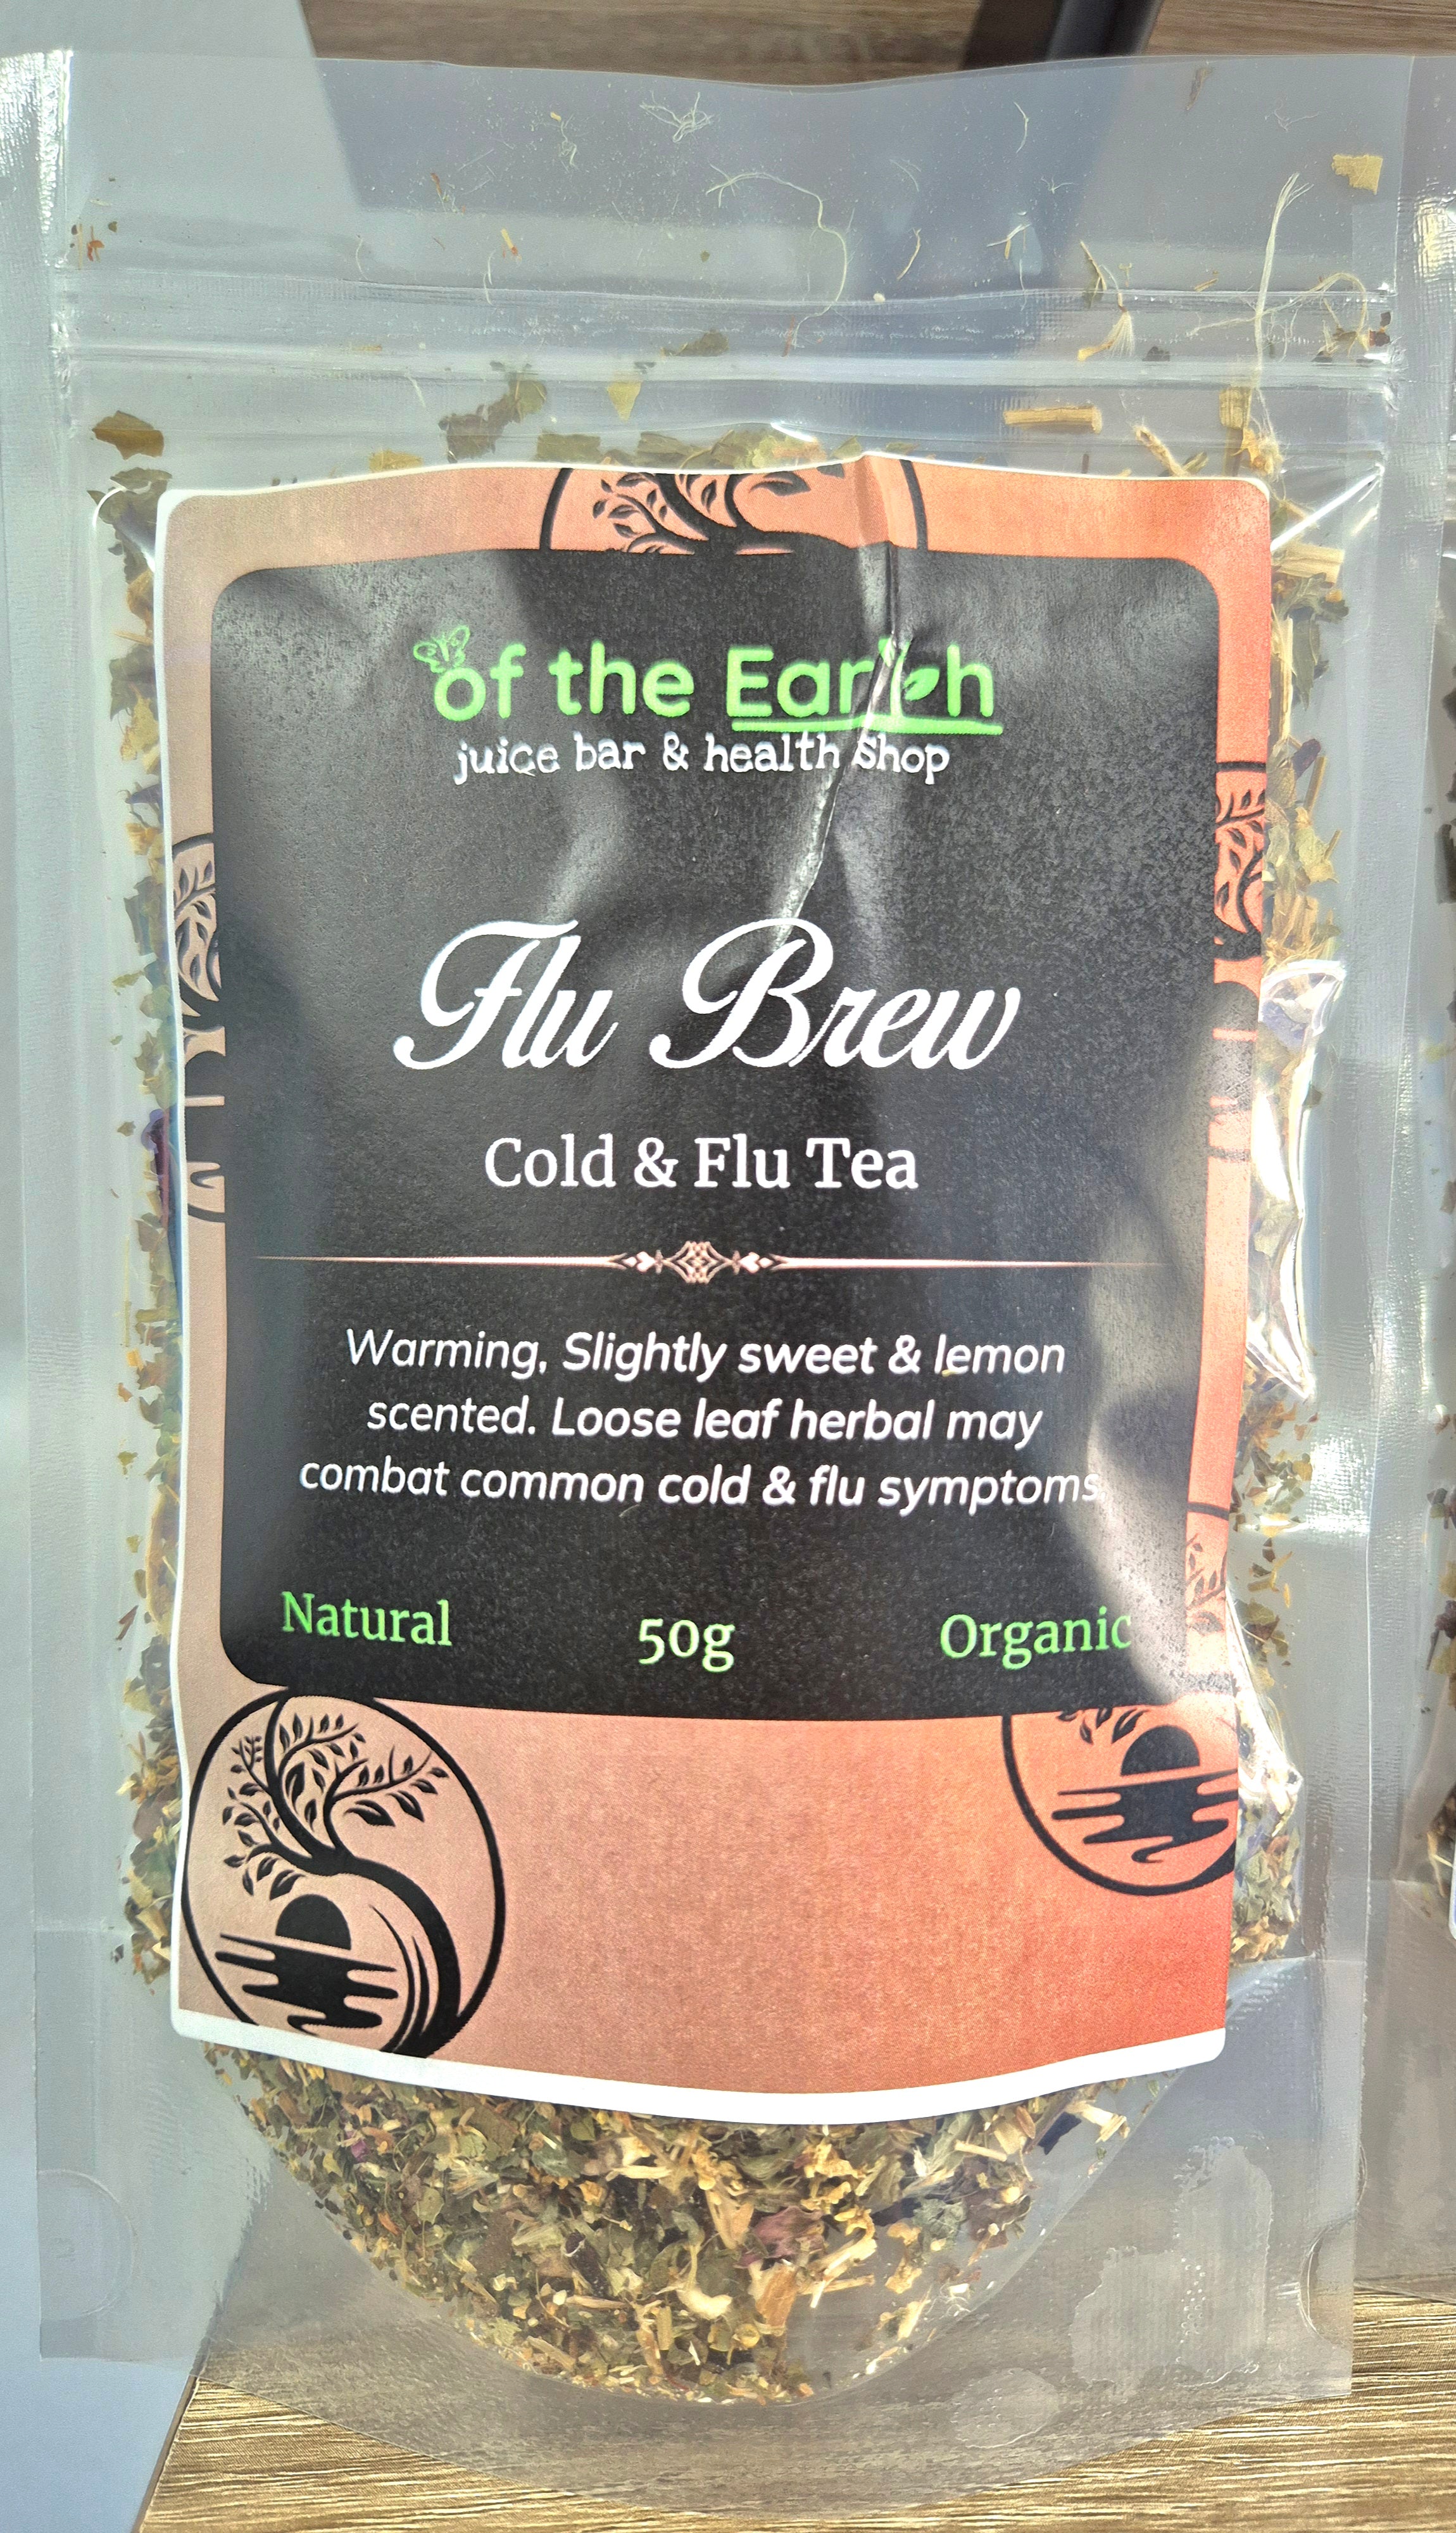 of the Earth
juice bar & health Shop
Flu Brew
Cold & Flu Tea
Warming, Slightly sweet & lemon
scented. Loose leaf herbal may
combat common cold & flu symptoms
Natural 50g Organic